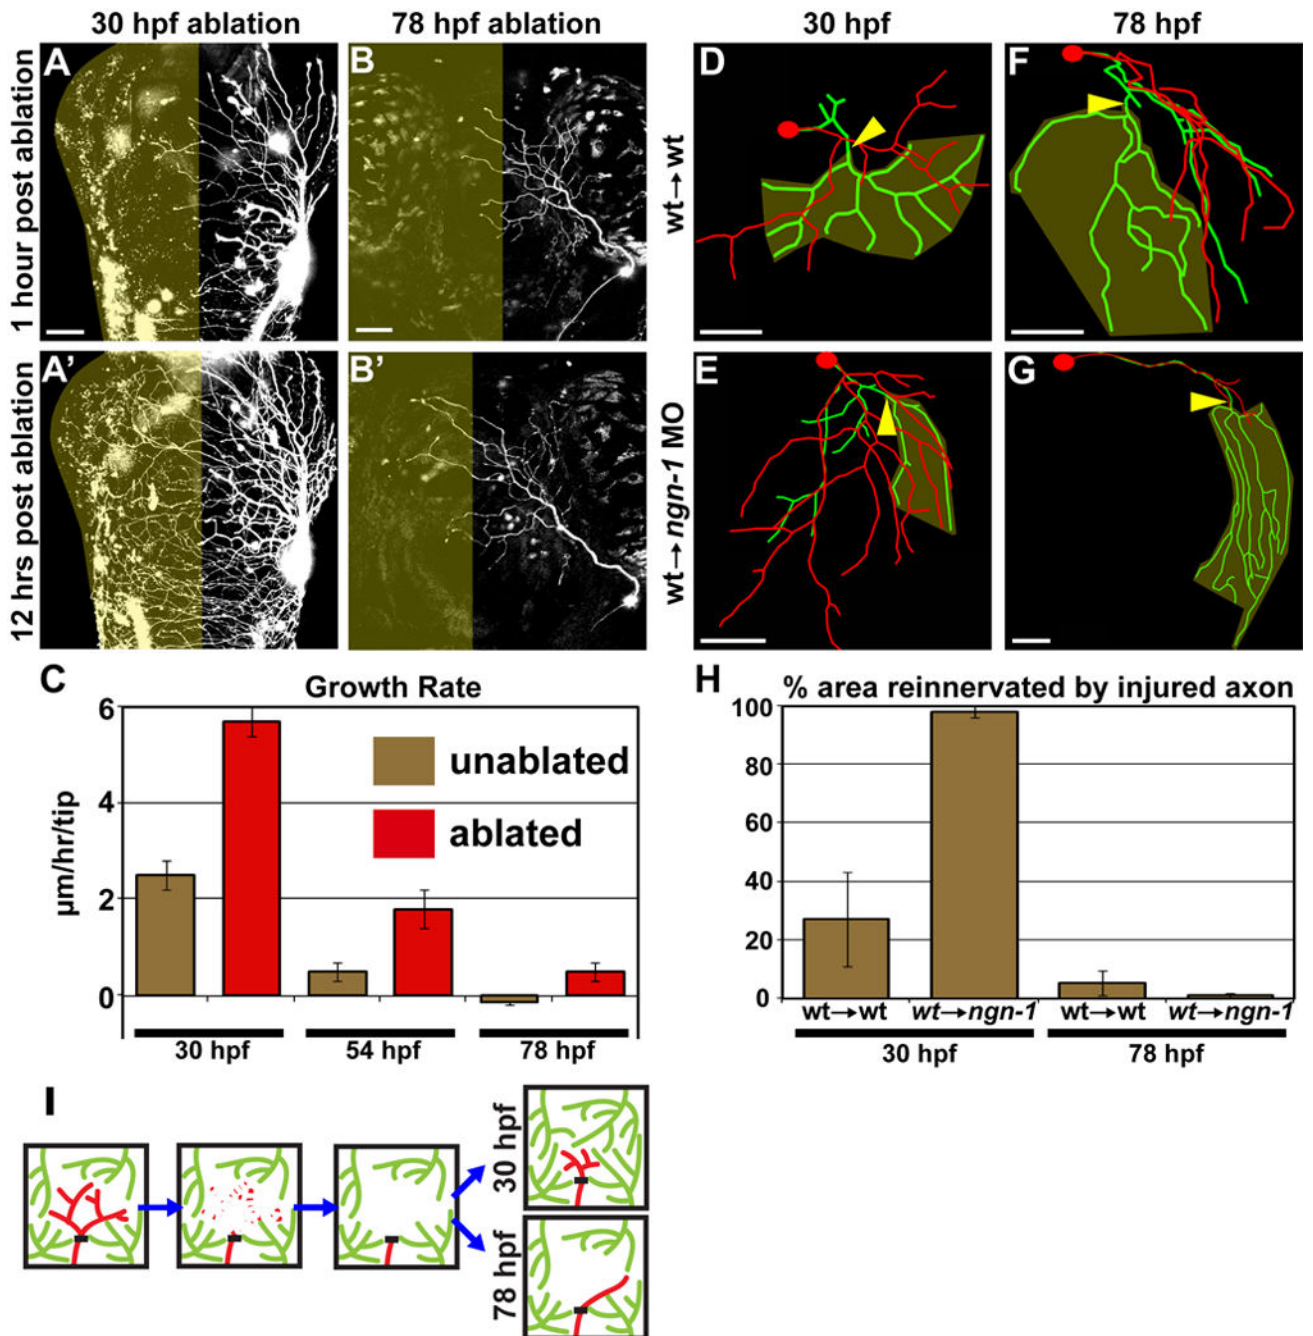 30 hpf ablation
78 hpf ablation
30 hpf
78 hpf
1 hour post ablation
12 hrs post ablation
wt→wt
wt→ngn-1 MO
A
B
D
F
A’
B’
E
G
C
Growth Rate
6
4
2
0
µm/hr/tip
unablated
ablated
30 hpf
54 hpf
78 hpf
H
% area reinnervated by injured axon
100
80
60
40
20
0
wt→wt
wt→ngn-1
wt→wt
wt→ngn-1
30 hpf
78 hpf
I
30 hpf
78 hpf